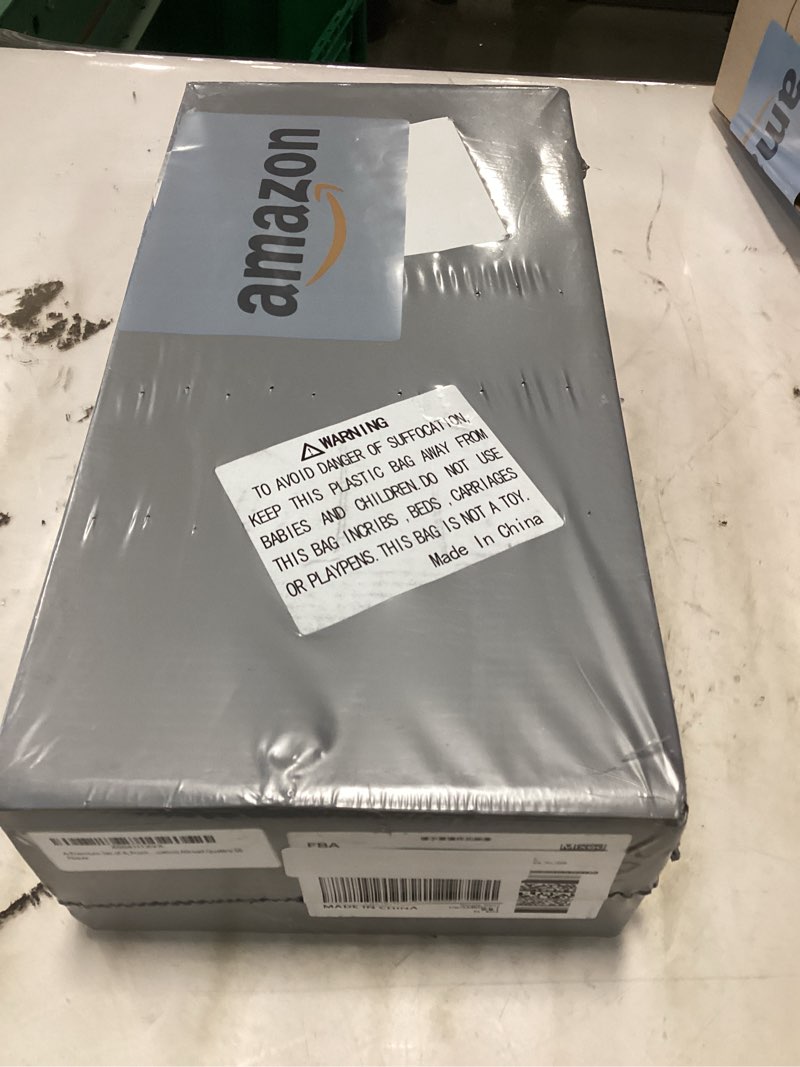 amazon
am
⚠WARNING
TO AVOID DANGER OF SUFFOCATION,
KEEP THIS PLASTIC BAG AWAY FROM
BABIES AND CHILDREN.DO NOT USE
THIS BAG INCRIBS ,BEDS ,CARRIAGES
OR PLAYPENS. THIS BAG IS NOT A TOY.
Made In China
FBA
MADE IN CHINA